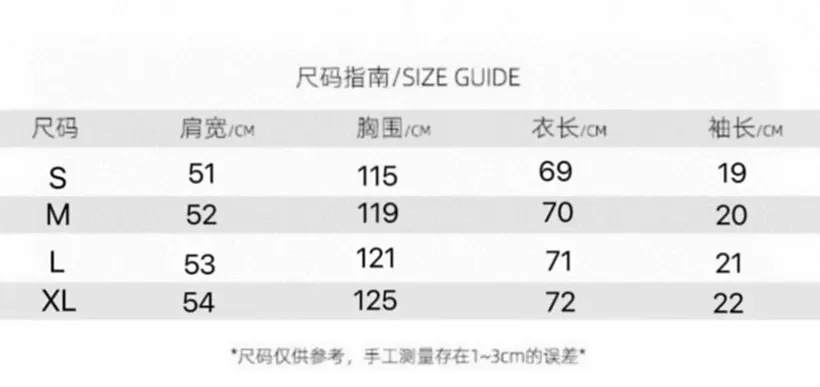 尺码指南/SIZE GUIDE
尺码 肩宽/CM 胸围/CM 衣长/CM 袖长/CM
S 51 115 69 19
M 52 119 70 20
L 53 121 71 21
XL 54 125 72 22
*尺码仅供参考，手工测量存在1~3cm的误差*